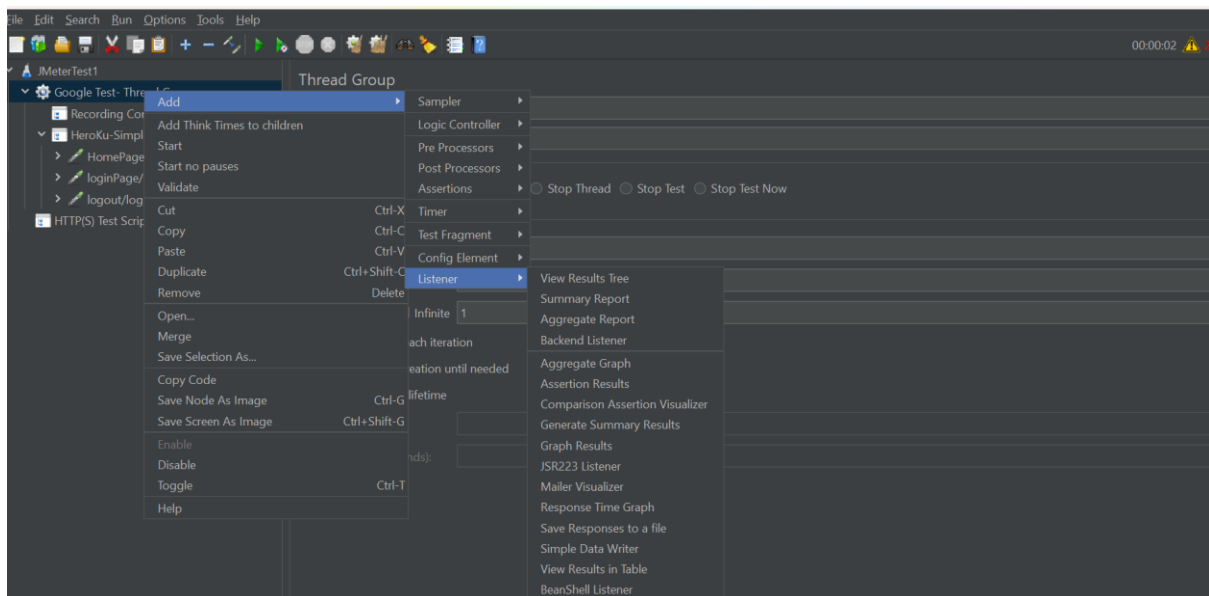 File Edit Search Run Options Tools Help
00:00:02
JMeterTest1
Google Test- Thre
Recording Cor
HeroKu-Simpl
HomePage
loginPage/
logout/log
HTTP(S) Test Scrip
Thread Group
Add
Add Think Times to children
Start
Start no pauses
Validate
Cut Ctrl-X
Copy Ctrl-C
Paste Ctrl-V
Duplicate Ctrl+Shift-C
Remove Delete
Open...
Merge
Save Selection As...
Copy Code
Save Node As Image Ctrl-G
Save Screen As Image Ctrl+Shift-G
Enable
Disable
Toggle Ctrl-T
Help
Sampler
Logic Controller
Pre Processors
Post Processors
Assertions
Timer
Test Fragment
Config Element
Listener
Stop Thread Stop Test Stop Test Now
Infinite 1
ach iteration
eation until needed
lifetime
nds):
View Results Tree
Summary Report
Aggregate Report
Backend Listener
Aggregate Graph
Assertion Results
Comparison Assertion Visualizer
Generate Summary Results
Graph Results
JSR223 Listener
Mailer Visualizer
Response Time Graph
Save Responses to a file
Simple Data Writer
View Results in Table
BeanShell Listener